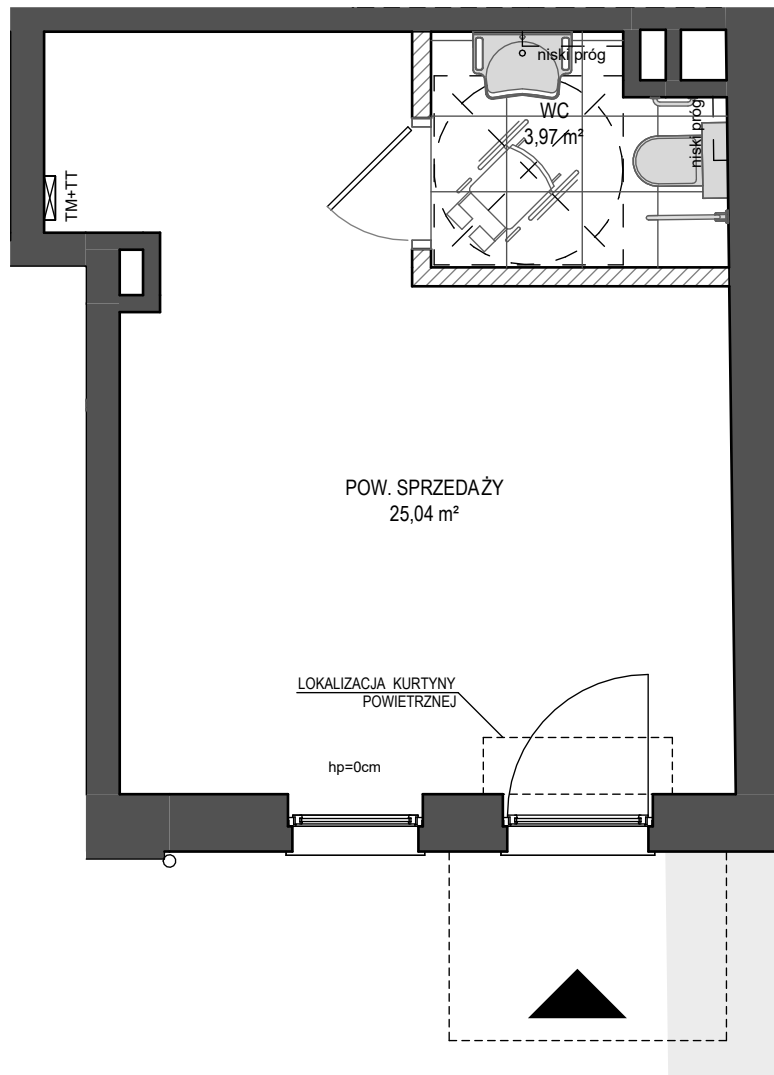 niski próg
WC
3,97 m²
niski próg
TM+TT
POW. SPRZEDAŻY
25,04 m²
LOKALIZACJA KURTYNY
POWIETRZNEJ
hp=0cm